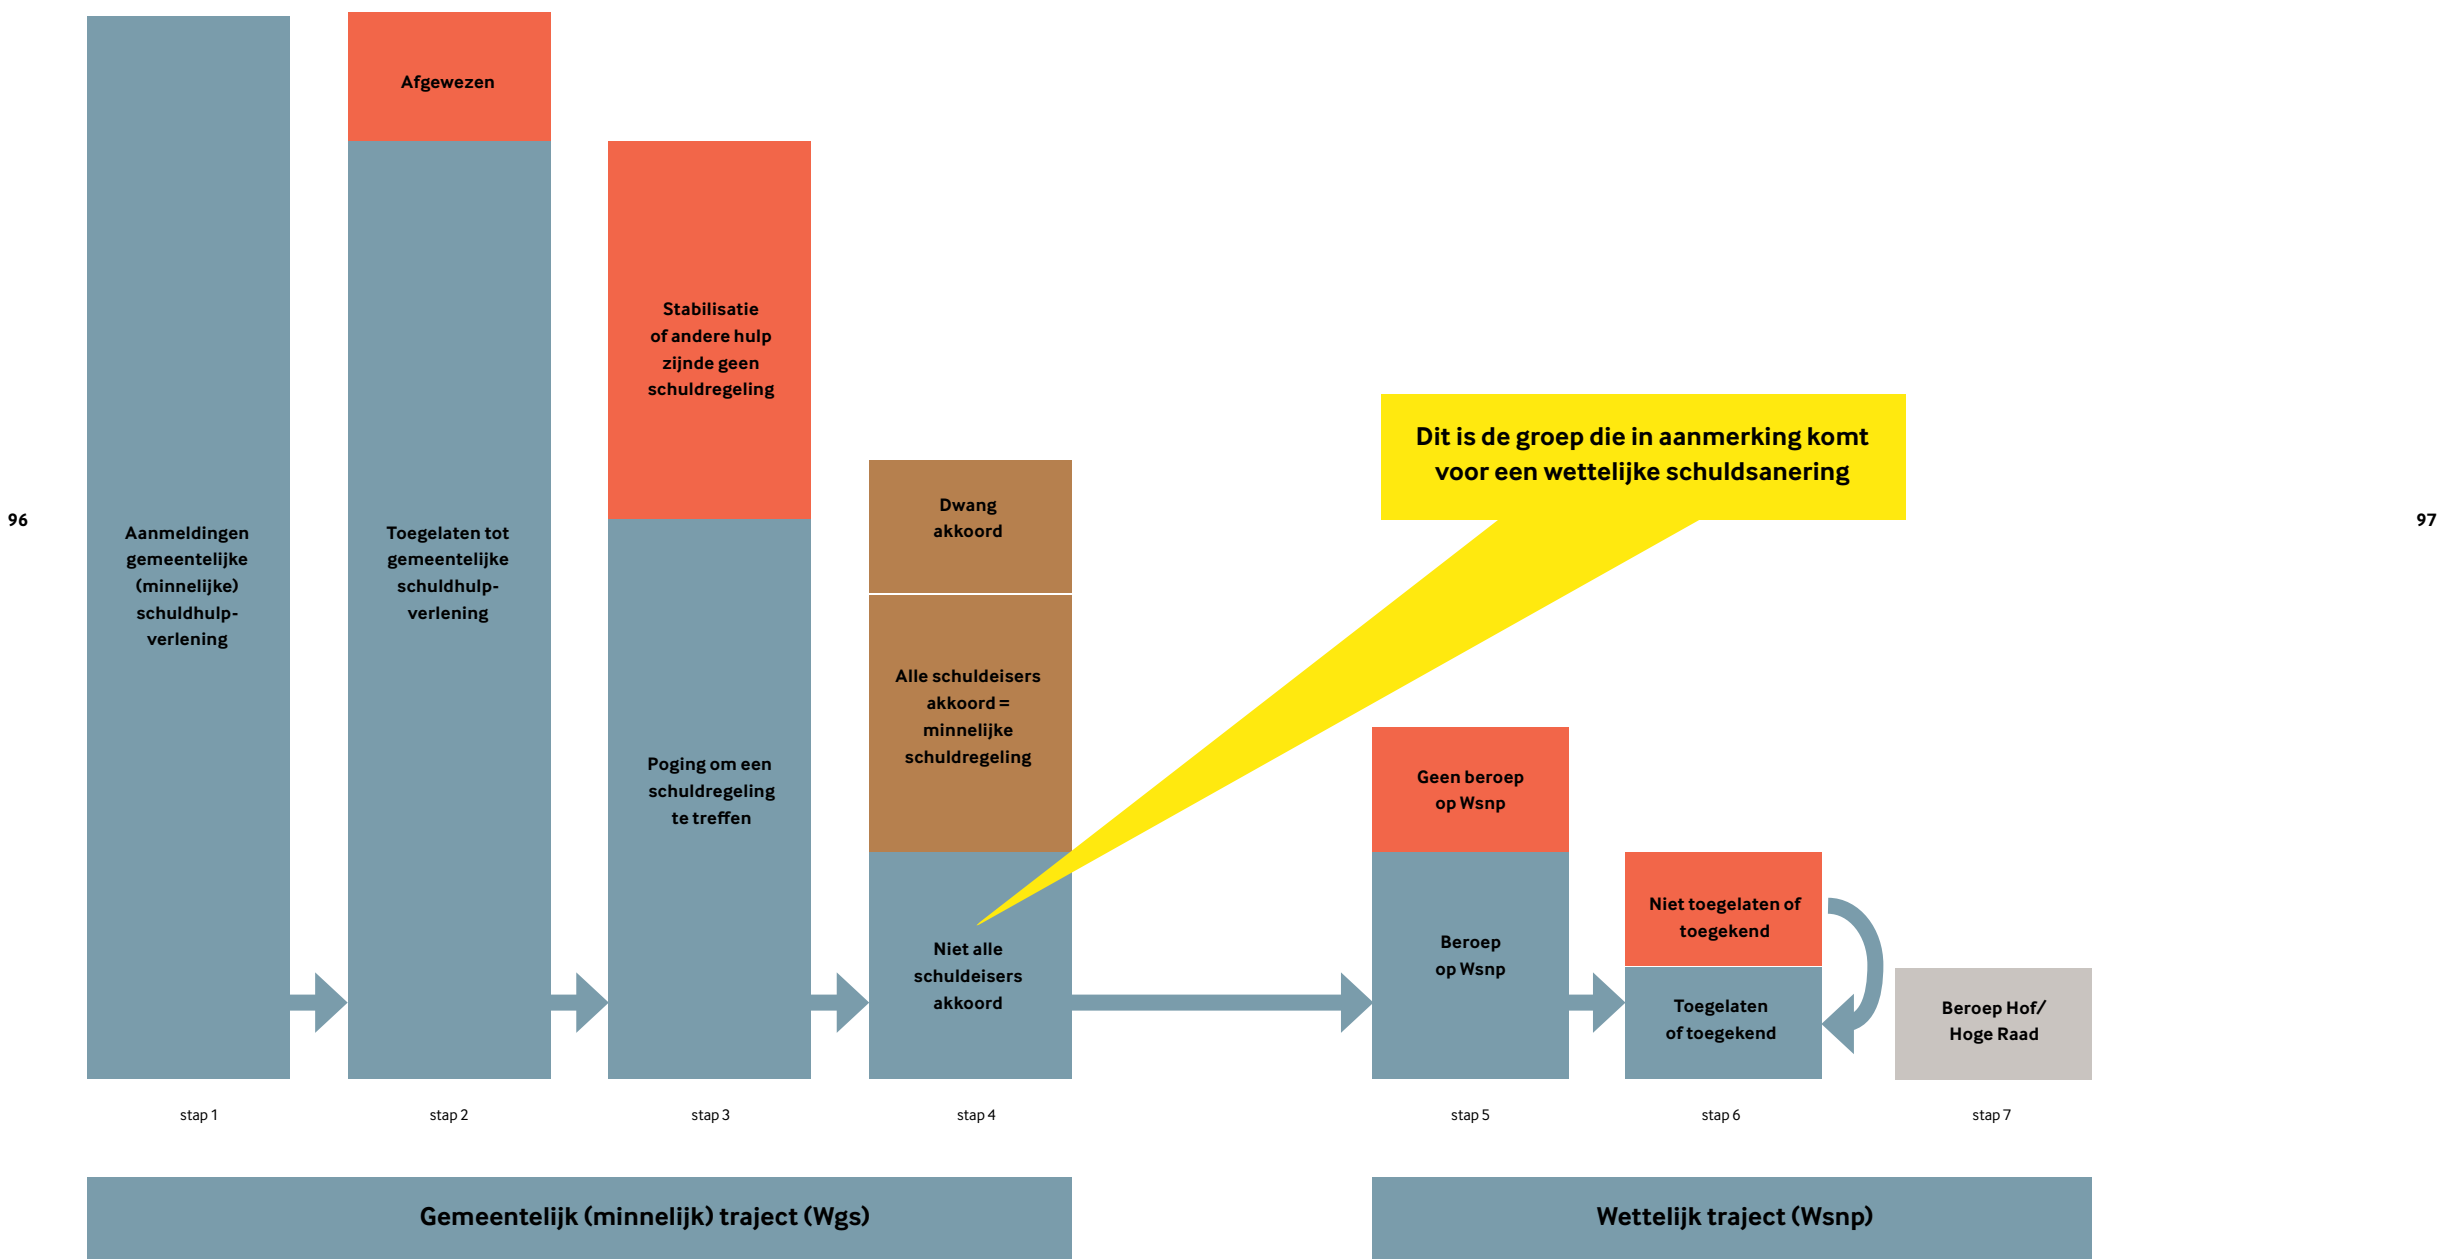 Afgewezen
Stabilisatie
of andere hulp
zijnde geen
schuldregeling
Dit is de groep die in aanmerking komt
voor een wettelijke schuldsanering
96
97
Aanmeldingen
gemeentelijke
(minnelijke)
schuldhulp-
verlening
Toegelaten tot
gemeentelijke
schuldhulp-
verlening
Dwang
akkoord
Alle schuldeisers
akkoord =
minnelijke
schuldregeling
Poging om een
schuldregeling
te treffen
Geen beroep
op Wsnp
Niet alle
schuldeisers
akkoord
Beroep
op Wsnp
Niet toegelaten of
toegekend
Toegelaten
of toegekend
Beroep Hof/
Hoge Raad
stap 1
stap 2
stap 3
stap 4
stap 5
stap 6
stap 7
Gemeentelijk (minnelijk) traject (Wgs)
Wettelijk traject (Wsnp)